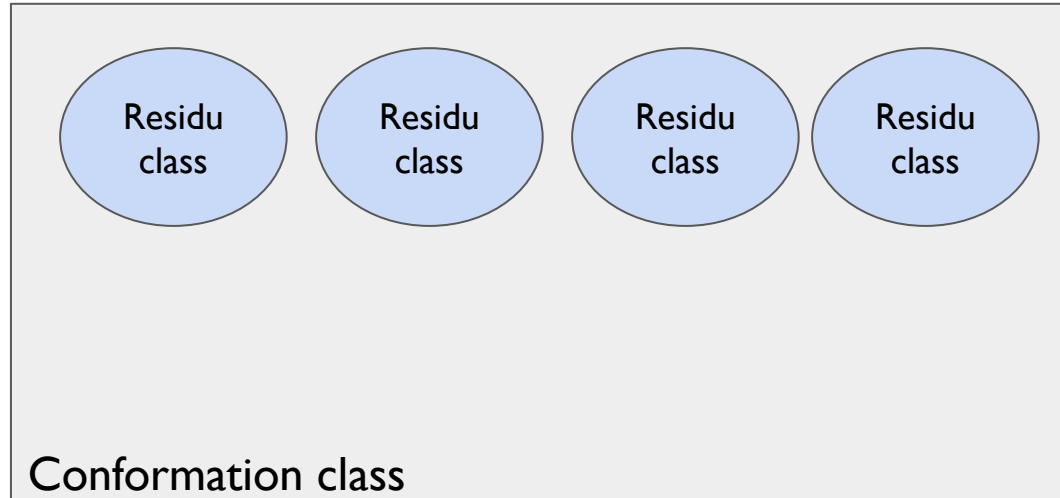 Residu
class
Residu
class
Residu
class
Residu
class
Conformation class